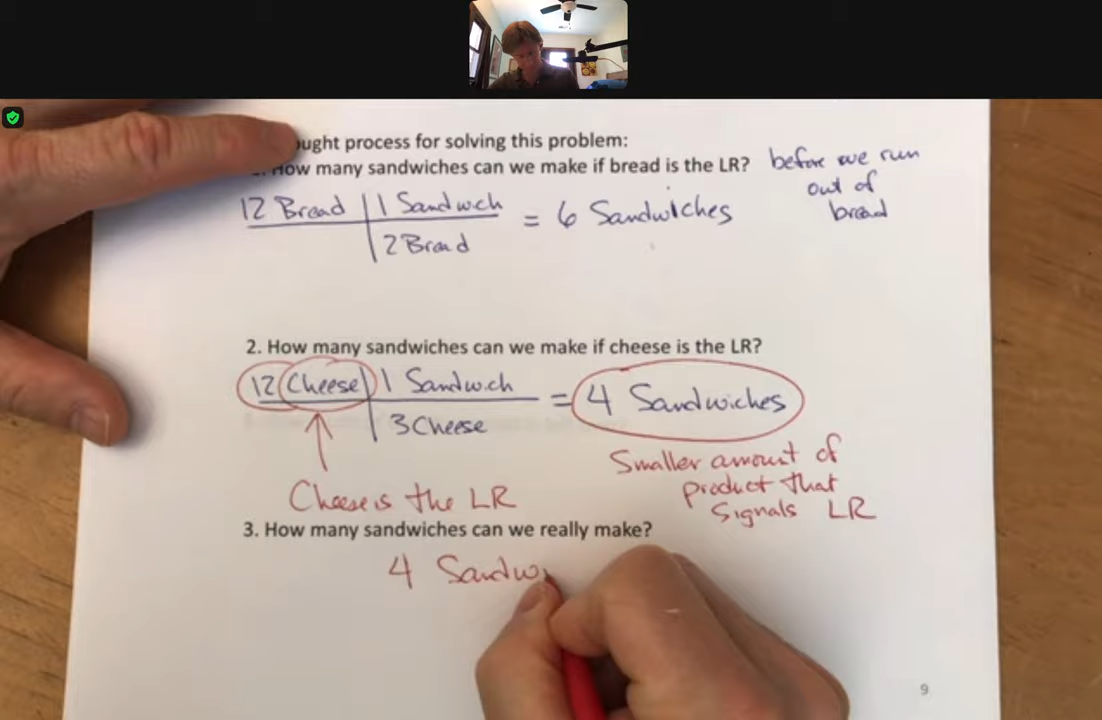 ought process for solving this problem:
How many sandwiches can we make if bread is the LR? before we run
out of
bread
12 Bread 1 Sandwch = 6 Sandwiches
2 Bread
2. How many sandwiches can we make if cheese is the LR?
12 Cheese 1 Sandwich = 4 Sandwiches
3 Cheese
Smaller amount of
product that
Signals LR
Cheese is the LR
3. How many sandwiches can we really make?
4 Sandw
9